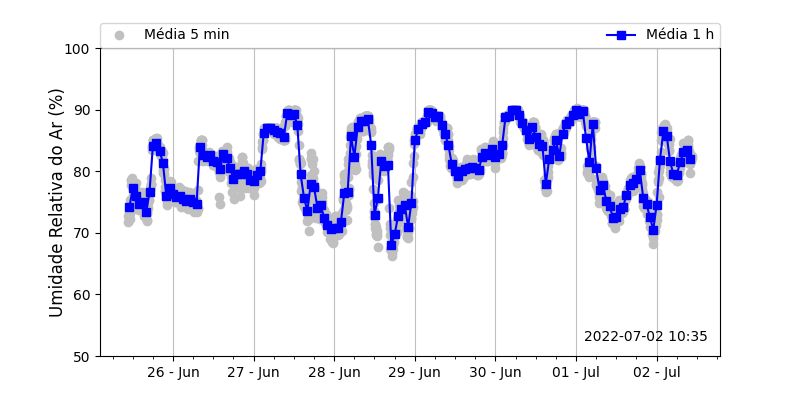 Média 5 min Média 1 h
Umidade Relativa do Ar (%)
100
90
80
70
60
50
2022-07-02 10:35
26 - Jun 27 - Jun 28 - Jun 29 - Jun 30 - Jun 01 - Jul 02 - Jul